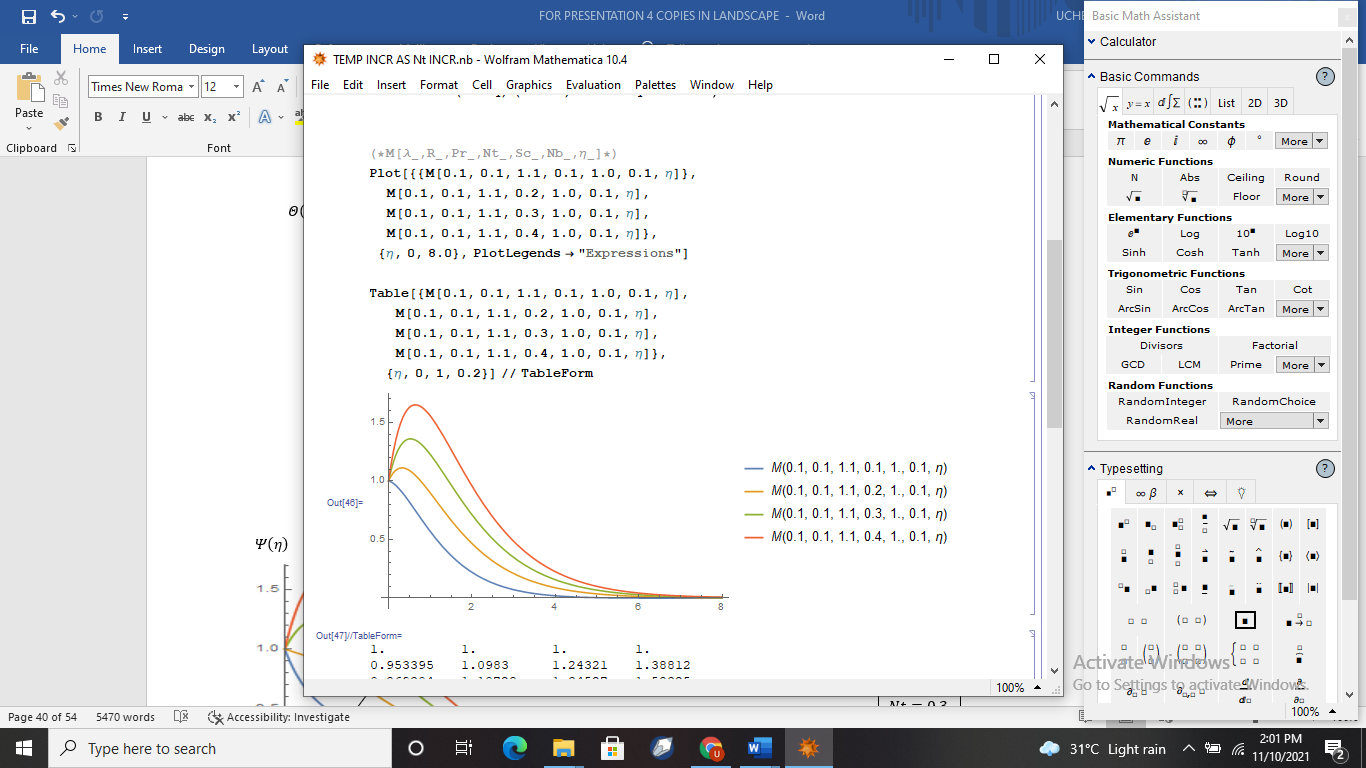 FOR PRESENTATION 4 COPIES IN LANDSCAPE - Word
UCHE
File Home Insert Design Layout
Times New Roma 12
Paste
Clipboard
Font
Θ(
Ψ(η)
1.5
1.0
Nt = 0.3
Page 40 of 54 5470 words Accessibility: Investigate
TEMP INCR AS Nt INCR.nb - Wolfram Mathematica 10.4
File Edit Insert Format Cell Graphics Evaluation Palettes Window Help
(*M[λ_,R_,Pr_,Nt_,Sc_,Nb_,η_]*)
Plot[{{M[0.1, 0.1, 1.1, 0.1, 1.0, 0.1, η]},
M[0.1, 0.1, 1.1, 0.2, 1.0, 0.1, η],
M[0.1, 0.1, 1.1, 0.3, 1.0, 0.1, η],
M[0.1, 0.1, 1.1, 0.4, 1.0, 0.1, η]},
{η, 0, 8.0}, PlotLegends → "Expressions"]
Table[{M[0.1, 0.1, 1.1, 0.1, 1.0, 0.1, η],
M[0.1, 0.1, 1.1, 0.2, 1.0, 0.1, η],
M[0.1, 0.1, 1.1, 0.3, 1.0, 0.1, η],
M[0.1, 0.1, 1.1, 0.4, 1.0, 0.1, η]},
{η, 0, 1, 0.2}] // TableForm
Out[46]=
1.5
1.0
0.5
2 4 6 8
M(0.1, 0.1, 1.1, 0.1, 1., 0.1, η)
M(0.1, 0.1, 1.1, 0.2, 1., 0.1, η)
M(0.1, 0.1, 1.1, 0.3, 1., 0.1, η)
M(0.1, 0.1, 1.1, 0.4, 1., 0.1, η)
Out[47]//TableForm=
1. 1. 1. 1.
0.953395 1.0983 1.24321 1.38812
100%
Basic Math Assistant
Calculator
Basic Commands ?
√x y=x d∫Σ List 2D 3D
Mathematical Constants
π e i ∞ ϕ ° More
Numeric Functions
N Abs Ceiling Round
Floor More
Elementary Functions
e■ Log 10■ Log10
Sinh Cosh Tanh More
Trigonometric Functions
Sin Cos Tan Cot
ArcSin ArcCos ArcTan More
Integer Functions
Divisors Factorial
GCD LCM Prime More
Random Functions
RandomInteger RandomChoice
RandomReal More
Typesetting ?
∞ β
Activate Windows
Go to Settings to activate Windows.
100%
Type here to search
31°C Light rain
2:01 PM
11/10/2021
2